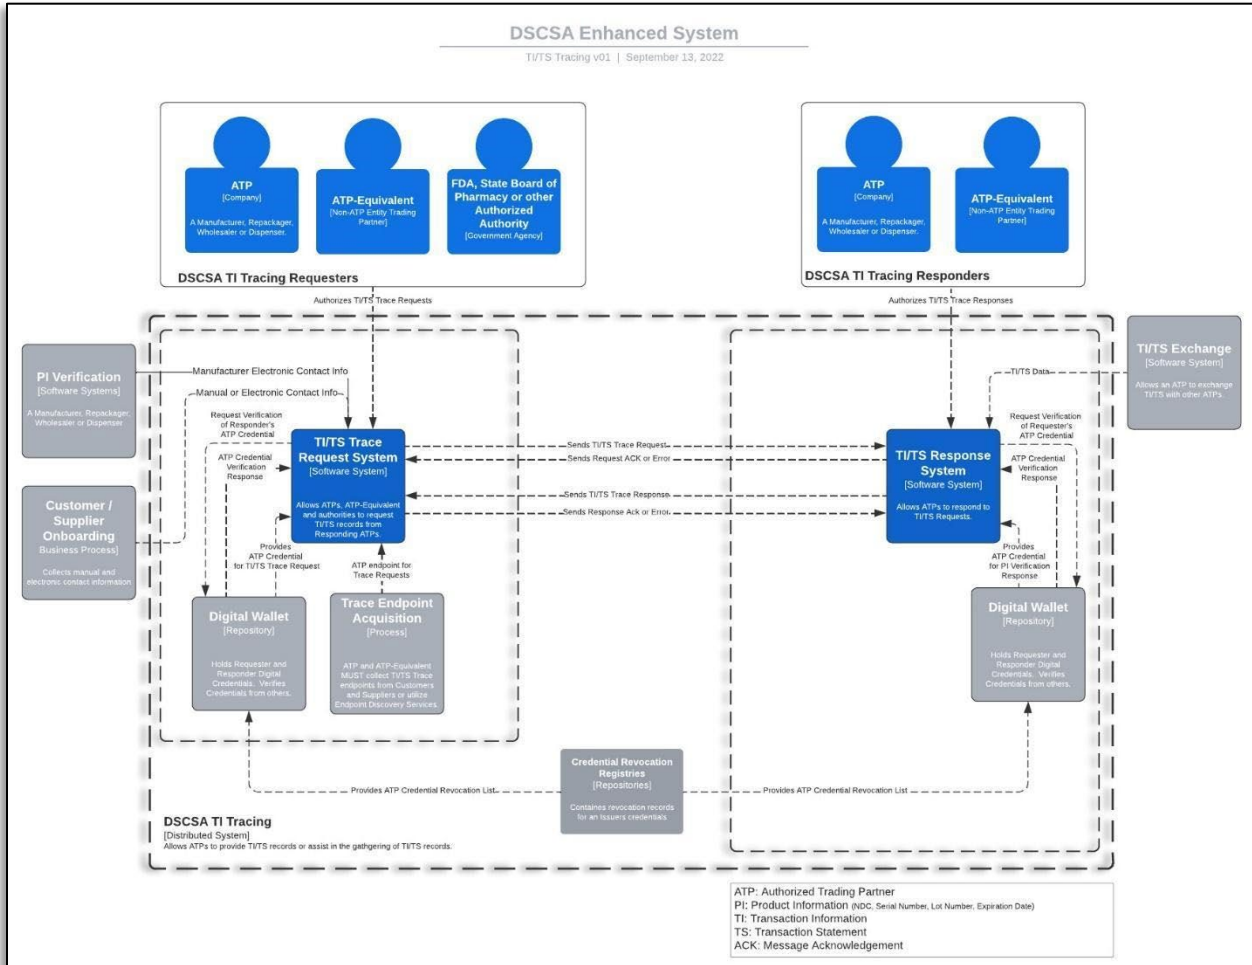 DSCSA Enhanced System
TI/TS Tracing v01 | September 13, 2022
ATP
[Company]
A Manufacturer, Repackager,
Wholesaler or Dispenser.
ATP-Equivalent
[Non-ATP Entity Trading
Partner]
FDA, State Board of
Pharmacy or other
Authorized
Authority
[Government Agency]
DSCSA TI Tracing Requesters
ATP
[Company]
A Manufacturer, Repackager,
Wholesaler or Dispenser.
ATP-Equivalent
[Non-ATP Entity Trading
Partner]
DSCSA TI Tracing Responders
Authorizes TI/TS Trace Requests
Authorizes TI/TS Trace Responses
PI Verification
[Software Systems]
A Manufacturer, Repackager,
Wholesaler or Dispenser
Customer /
Supplier
Onboarding
Business Process]
Collects manual and
electronic contact information
Manufacturer Electronic Contact Info
Manual or Electronic Contact Info
Request Verification
of Responder's
ATP Credential
ATP Credential
Verification
Response
TI/TS Trace
Request System
[Software System]
Allows ATPs, ATP-Equivalent
and authorities to request
TI/TS records from
Responding ATPs.
Provides
ATP Credential
for TI/TS Trace Request
ATP endpoint for
Trace Requests
Digital Wallet
[Repository]
Holds Requester and
Responder Digital
Credentials. Verifies
Credentials from others.
Trace Endpoint
Acquisition
[Process]
ATP and ATP-Equivalent
MUST collect TI/TS Trace
endpoints from Customers
and Suppliers or utilize
Endpoint Discovery Services.
Sends TI/TS Trace Request
Sends Request ACK or Error
Sends TI/TS Trace Response
Sends Response Ack or Error
TI/TS Exchange
[Software System]
Allows an ATP to exchange
TI/TS with other ATPs.
TI/TS Data
Request Verification
of Requester's
ATP Credential
ATP Credential
Verification
Response
TI/TS Response
System
[Software System]
Allows ATPs to respond to
TI/TS Requests.
Provides
ATP Credential
for PI Verification
Response
Digital Wallet
[Repository]
Holds Requester and
Responder Digital
Credentials. Verifies
Credentials from others.
Credential Revocation
Registries
[Repositories]
Containes revocation records
for an Issuers credentials
Provides ATP Credential Revocation List
Provides ATP Credential Revocation List
DSCSA TI Tracing
[Distributed System]
Allows ATPs to provide TI/TS records or assist in the gathgering of TI/TS records.
ATP: Authorized Trading Partner
PI: Product Information (NDC, Serial Number, Lot Number, Expiration Date)
TI: Transaction Information
TS: Transaction Statement
ACK: Message Acknowledgement